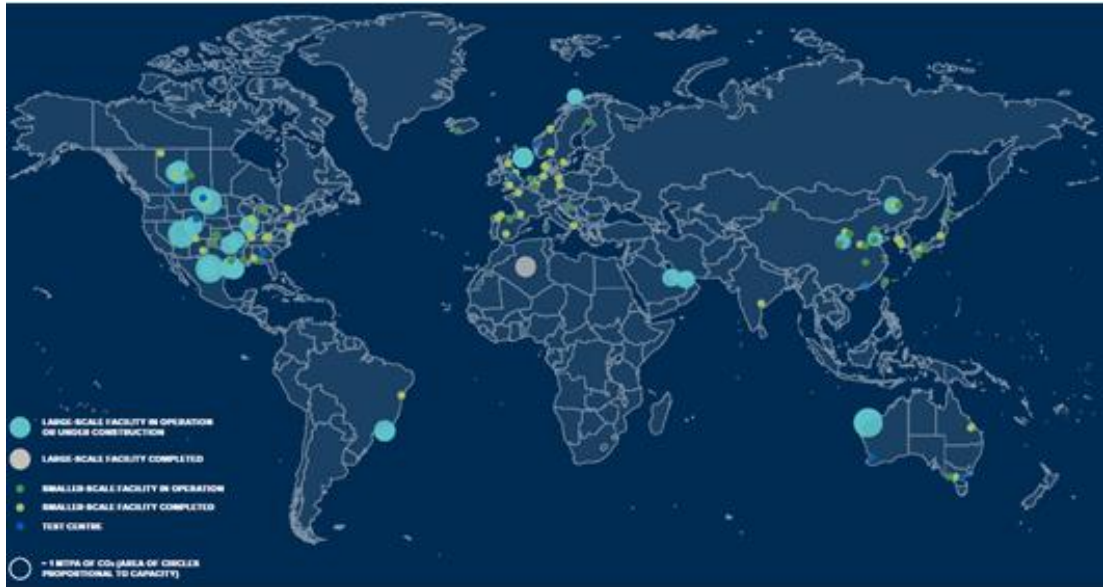 LARGE-SCALE FACILITY IN OPERATION
OR UNDER CONSTRUCTION
LARGE-SCALE FACILITY COMPLETED
SMALLER-SCALE FACILITY IN OPERATION
SMALLER-SCALE FACILITY COMPLETED
TEST CENTRE
= 1 MTPA OF CO₂ (AREA OF CIRCLES
PROPORTIONAL TO CAPACITY)